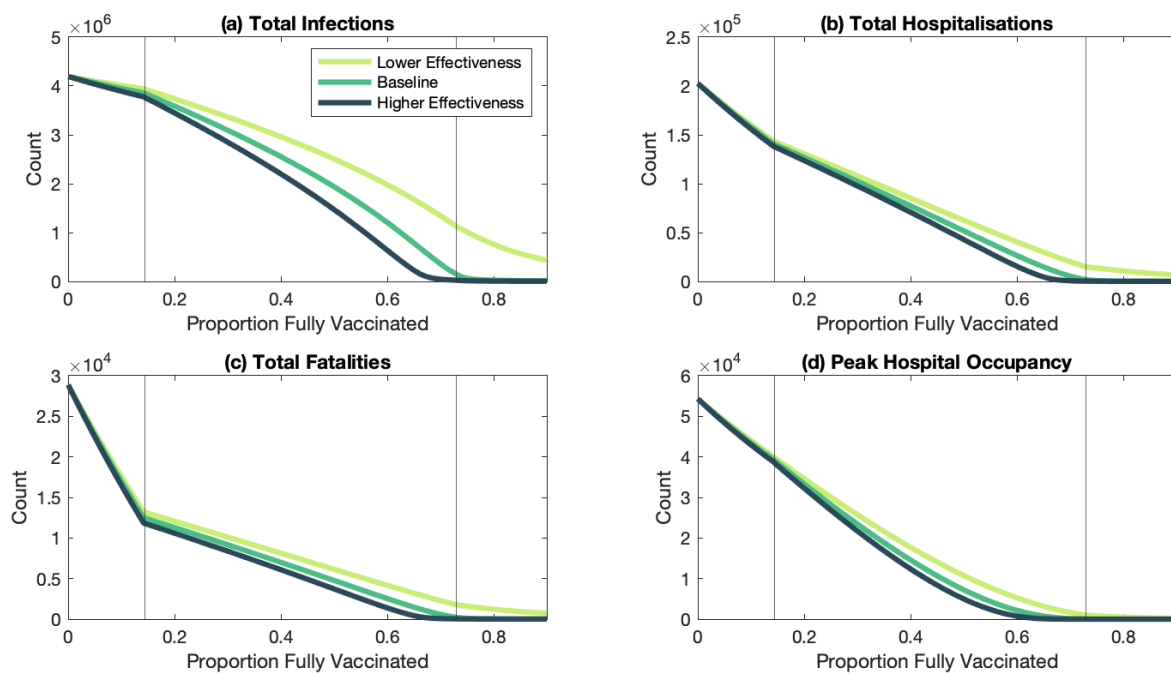 (a) Total Infections
×10^6
5
4
3
2
1
0
Count
0 0.2 0.4 0.6 0.8
Proportion Fully Vaccinated
Lower Effectiveness
Baseline
Higher Effectiveness
(b) Total Hospitalisations
×10^5
2.5
2
1.5
1
0.5
0
Count
0 0.2 0.4 0.6 0.8
Proportion Fully Vaccinated
(c) Total Fatalities
×10^4
3
2.5
2
1.5
1
0.5
0
Count
0 0.2 0.4 0.6 0.8
Proportion Fully Vaccinated
(d) Peak Hospital Occupancy
×10^4
6
5
4
3
2
1
0
Count
0 0.2 0.4 0.6 0.8
Proportion Fully Vaccinated